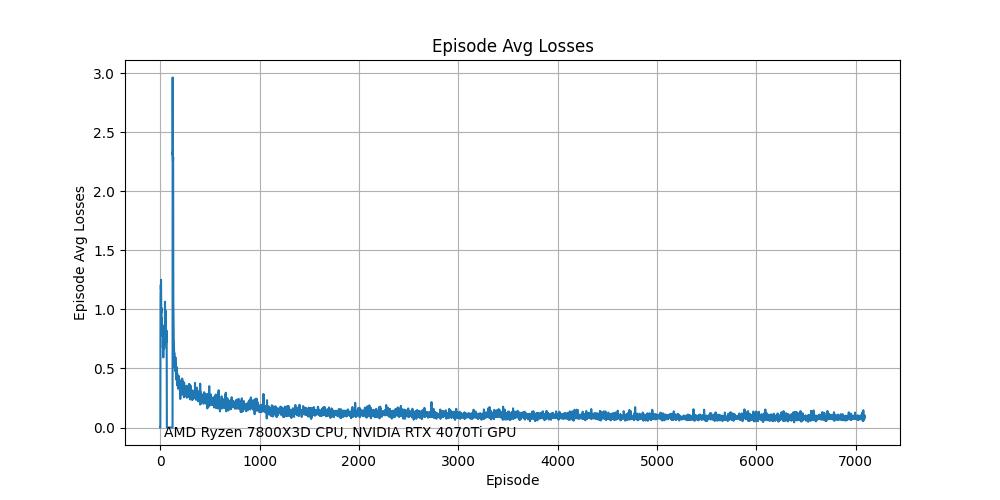 Episode Avg Losses
3.0
2.5
2.0
1.5
1.0
0.5
0.0
Episode Avg Losses
AMD Ryzen 7800X3D CPU, NVIDIA RTX 4070Ti GPU
0 1000 2000 3000 4000 5000 6000 7000
Episode